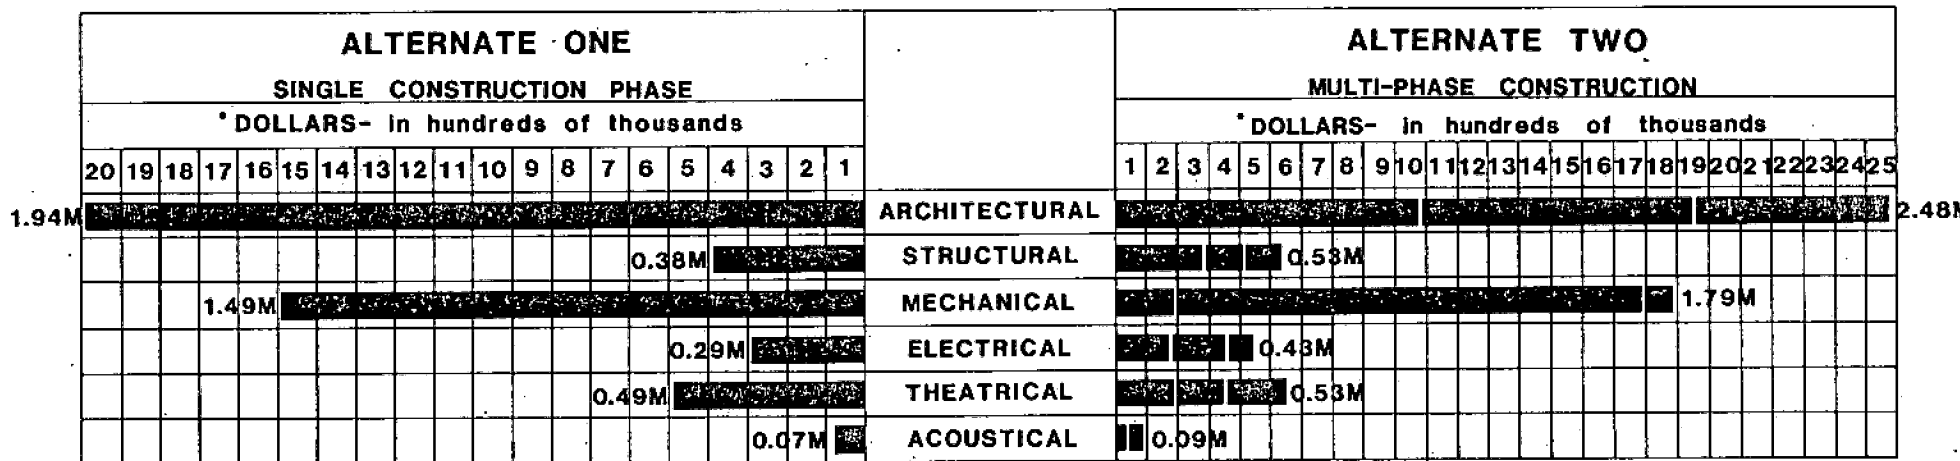 ALTERNATE ONE
ALTERNATE TWO
SINGLE CONSTRUCTION PHASE
MULTI-PHASE CONSTRUCTION
*DOLLARS- in hundreds of thousands
*DOLLARS- in hundreds of thousands
20 19 18 17 16 15 14 13 12 11 10 9 8 7 6 5 4 3 2 1
1 2 3 4 5 6 7 8 9 10 11 12 13 14 15 16 17 18 19 20 21 22 23 24 25
1.94M ARCHITECTURAL 2.48M
0.38M STRUCTURAL 0.53M
1.49M MECHANICAL 1.79M
0.29M ELECTRICAL 0.43M
0.49M THEATRICAL 0.53M
0.07M ACOUSTICAL 0.09M